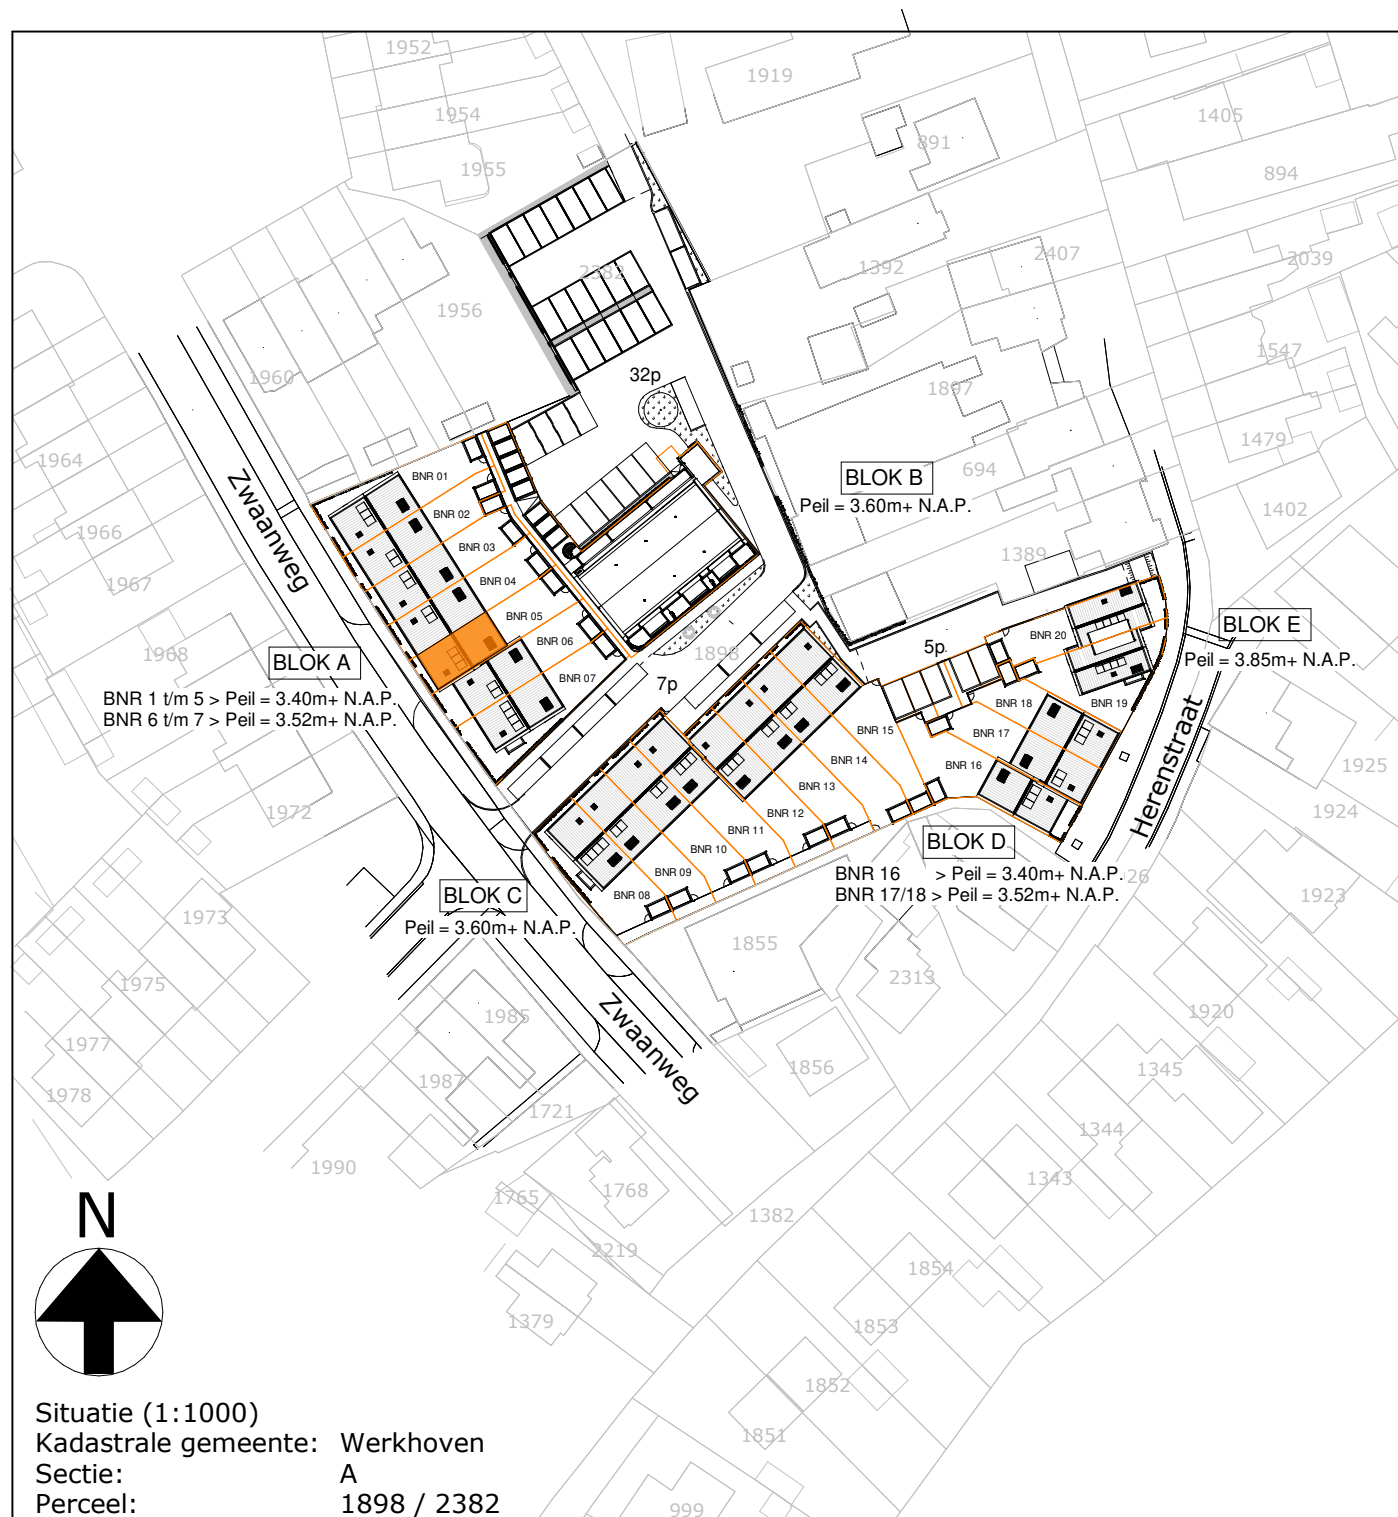 1952
1919
1954
1405
891
1955
894
2382
1392
2407
2039
1956
1547
1960
32p
1897
1964
BNR 01
BLOK B
694
1479
Peil = 3.60m+ N.A.P.
BNR 02
1402
Zwaanweg
1966
BNR 03
1389
1967
BNR 04
BNR 05
BLOK E
BNR 20
BNR 06
1968
BLOK A
1898
5p.
Peil = 3.85m+ N.A.P.
BNR 07
7p
BNR 1 t/m 5 > Peil = 3.40m+ N.A.P.
BNR 6 t/m 7 > Peil = 3.52m+ N.A.P.
BNR 18
BNR 19
BNR 15
BNR 17
BNR 14
BNR 16
Herenstraat
1925
BNR 13
1972
BNR 12
1924
BNR 11
BLOK D
BNR 10
BNR 09
BNR 16 > Peil = 3.40m+ N.A.P.
26
BNR 17/18 > Peil = 3.52m+ N.A.P.
BLOK C
BNR 08
1923
1973
Peil = 3.60m+ N.A.P.
1855
2313
1975
1985
Zwaanweg
1920
1977
1856
1345
1987
1978
1721
1344
1990
1343
1765
1768
N
1382
2219
1854
1379
1853
1852
Situatie (1:1000)
1851
Kadastrale gemeente: Werkhoven
Sectie: A
Perceel: 1898 / 2382
999